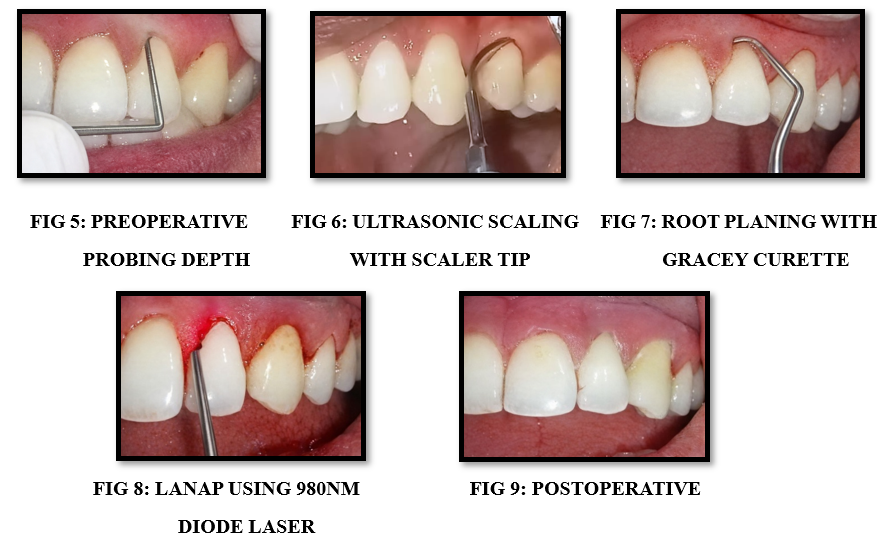 FIG 5: PREOPERATIVE
PROBING DEPTH
FIG 6: ULTRASONIC SCALING
WITH SCALER TIP
FIG 7: ROOT PLANING WITH
GRACEY CURETTE
FIG 8: LANAP USING 980NM
DIODE LASER
FIG 9: POSTOPERATIVE